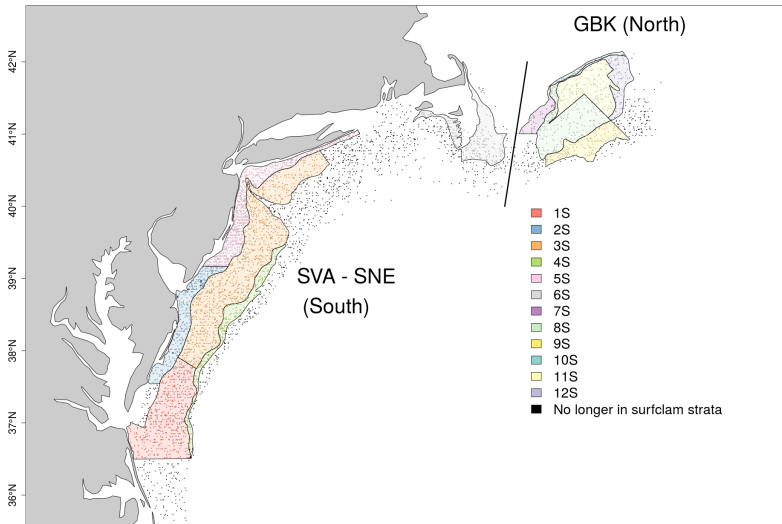 GBK (North)
42°N
41°N
40°N
39°N
38°N
37°N
36°N
SVA - SNE
(South)
1S
2S
3S
4S
5S
6S
7S
8S
9S
10S
11S
12S
No longer in surfclam strata